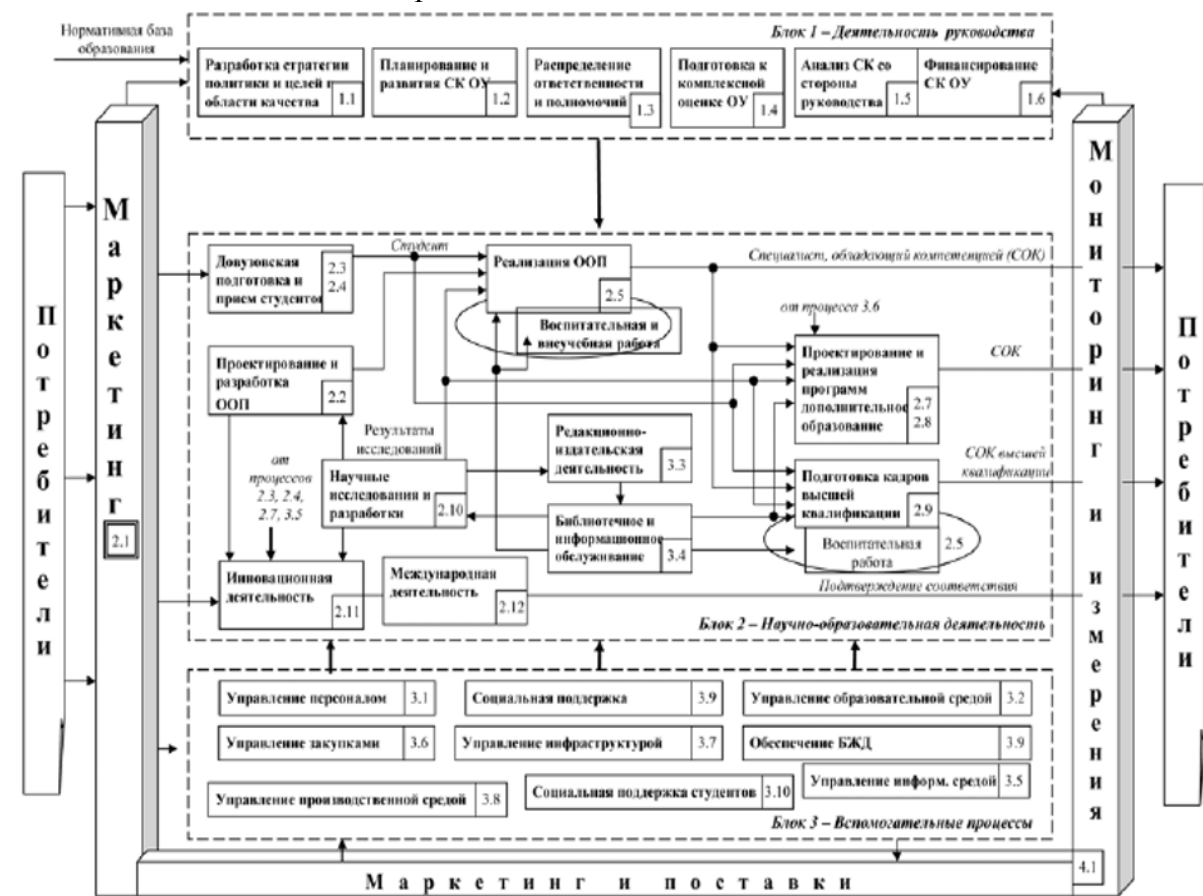 Нормативная база
образования
Блок 1 – Деятельность руководства
Разработка стратегии
политики и целей в
области качества
1.1
Планирование и
развития СК ОУ
1.2
Распределение
ответственности
и полномочий
1.3
Подготовка к
комплексной
оценке ОУ
1.4
Анализ СК со
стороны
руководства
1.5
Финансирование
СК ОУ
1.6
Потребители
Маркетинг
2.1
Мониторинг и измерения
Потребители
Довузовская
подготовка и
прием студентов
2.3
2.4
Студент
Реализация ООП
2.5
Воспитательная и
внеучебная работа
Специалист, обладающий компетенцией (СОК)
от процесса 3.6
Проектирование и
разработка
ООП
2.2
Проектирование и
реализация
программ
дополнительное
образование
2.7
2.8
СОК
Результаты
исследований
от
процессов
2.3, 2.4,
2.7, 3.5
Научные
исследования и
разработки
2.10
Редакционно-
издательская
деятельность
3.3
Библиотечное и
информационное
обслуживание
3.4
Подготовка кадров
высшей
квалификации
2.9
СОК высшей
квалификации
Воспитательная
работа
2.5
Инновационная
деятельность
2.11
Международная
деятельность
2.12
Подтверждение соответствия
Блок 2 – Научно-образовательная деятельность
Управление персоналом
3.1
Социальная поддержка
3.9
Управление образовательной средой
3.2
Управление закупками
3.6
Управление инфраструктурой
3.7
Обеспечение БЖД
3.9
Управление производственной средой
3.8
Социальная поддержка студентов
3.10
Управление информ. средой
3.5
Блок 3 – Вспомогательные процессы
4.1
Маркетинг и поставки